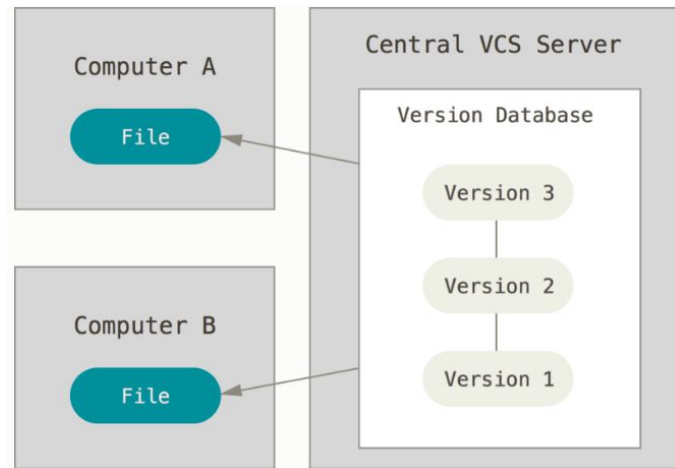 Computer A
File
Central VCS Server
Version Database
Version 3
Version 2
Version 1
Computer B
File